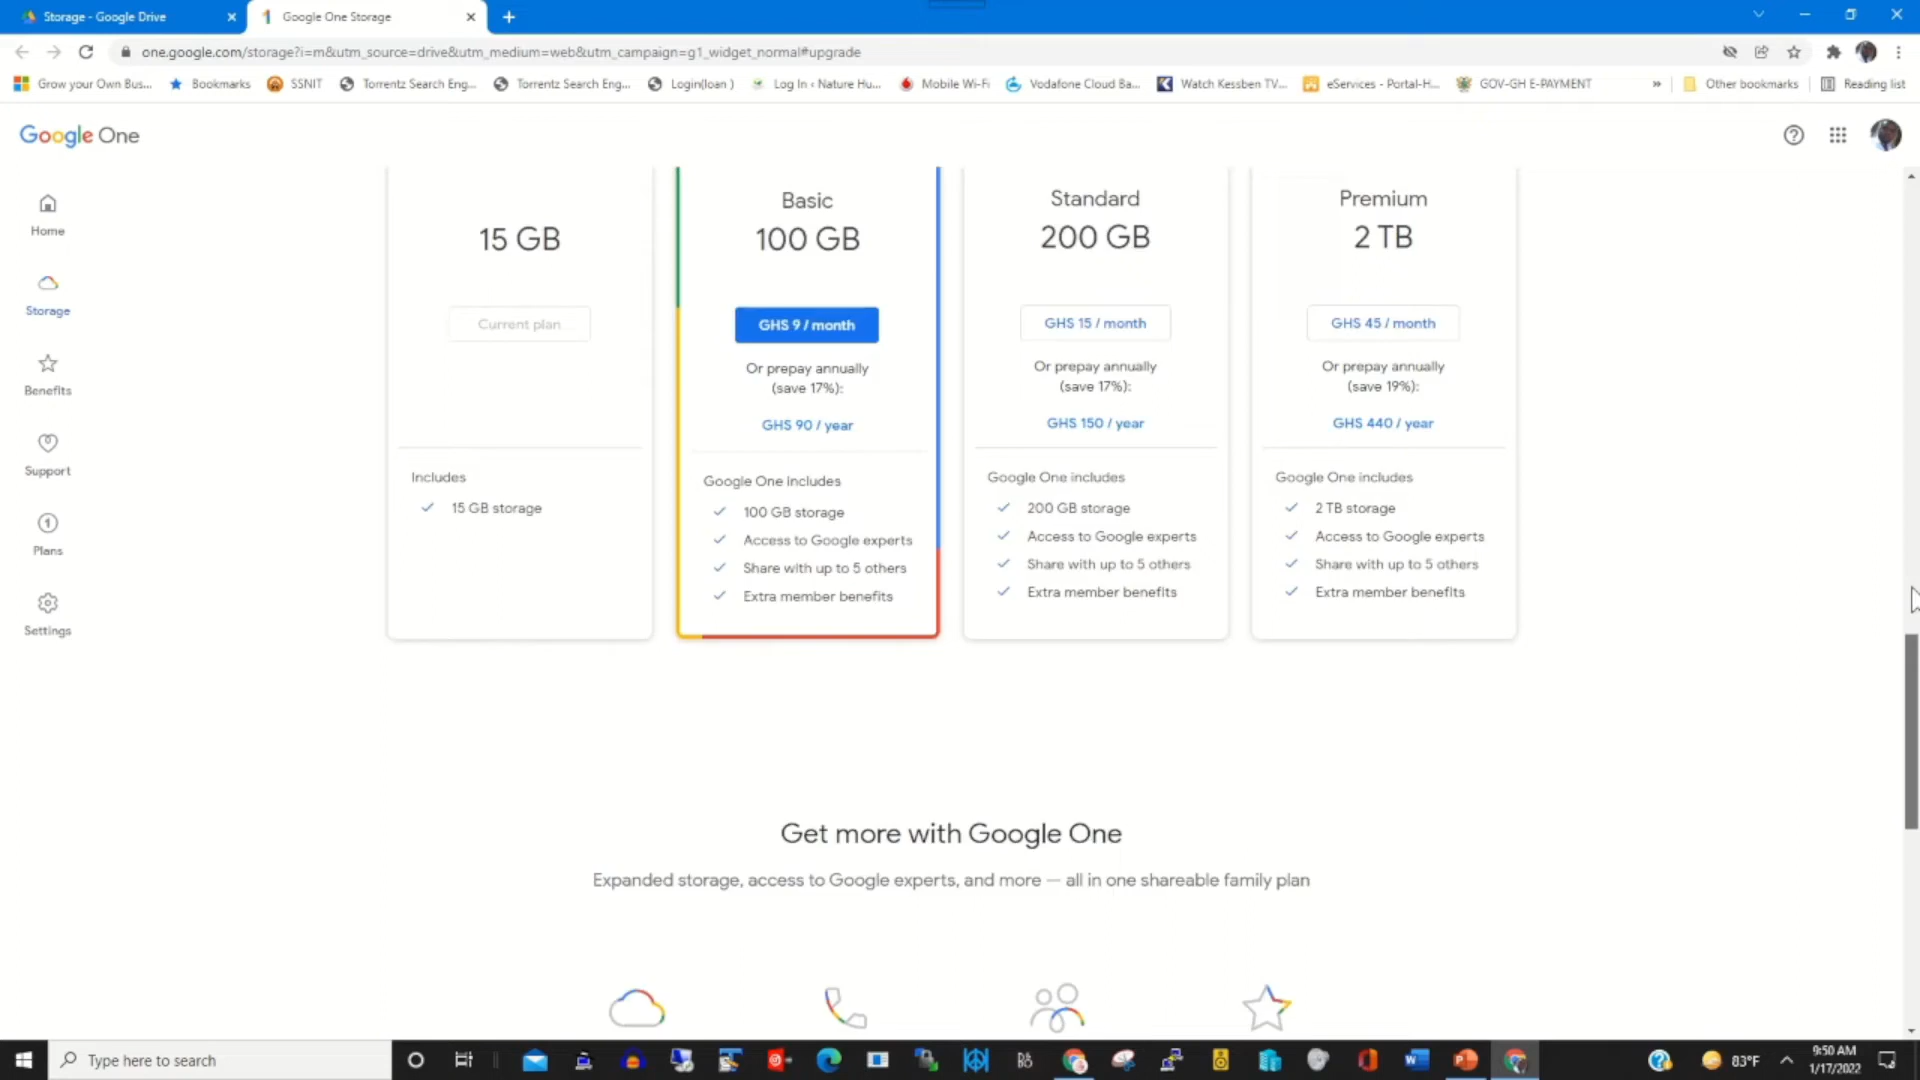 Storage - Google Drive
Google One Storage
one.google.com/storage?i=m&utm_source=drive&utm_medium=web&utm_campaign=g1_widget_normal#upgrade
Grow your Own Bus...
Bookmarks
SSNIT
Torrentz Search Eng...
Torrentz Search Eng...
Login(loan )
Log In ‹ Nature Hu...
Mobile Wi-Fi
Vodafone Cloud Ba...
Watch Kessben TV...
eServices - Portal-H...
GOV-GH E-PAYMENT
»
Other bookmarks
Reading list
Google One
Home
Storage
Benefits
Support
Plans
Settings
15 GB
Current plan
Includes
15 GB storage
Basic
100 GB
GHS 9 / month
Or prepay annually
(save 17%):
GHS 90 / year
Google One includes
100 GB storage
Access to Google experts
Share with up to 5 others
Extra member benefits
Standard
200 GB
GHS 15 / month
Or prepay annually
(save 17%):
GHS 150 / year
Google One includes
200 GB storage
Access to Google experts
Share with up to 5 others
Extra member benefits
Premium
2 TB
GHS 45 / month
Or prepay annually
(save 19%):
GHS 440 / year
Google One includes
2 TB storage
Access to Google experts
Share with up to 5 others
Extra member benefits
Get more with Google One
Expanded storage, access to Google experts, and more — all in one shareable family plan
Type here to search
83°F
9:50 AM
1/17/2022